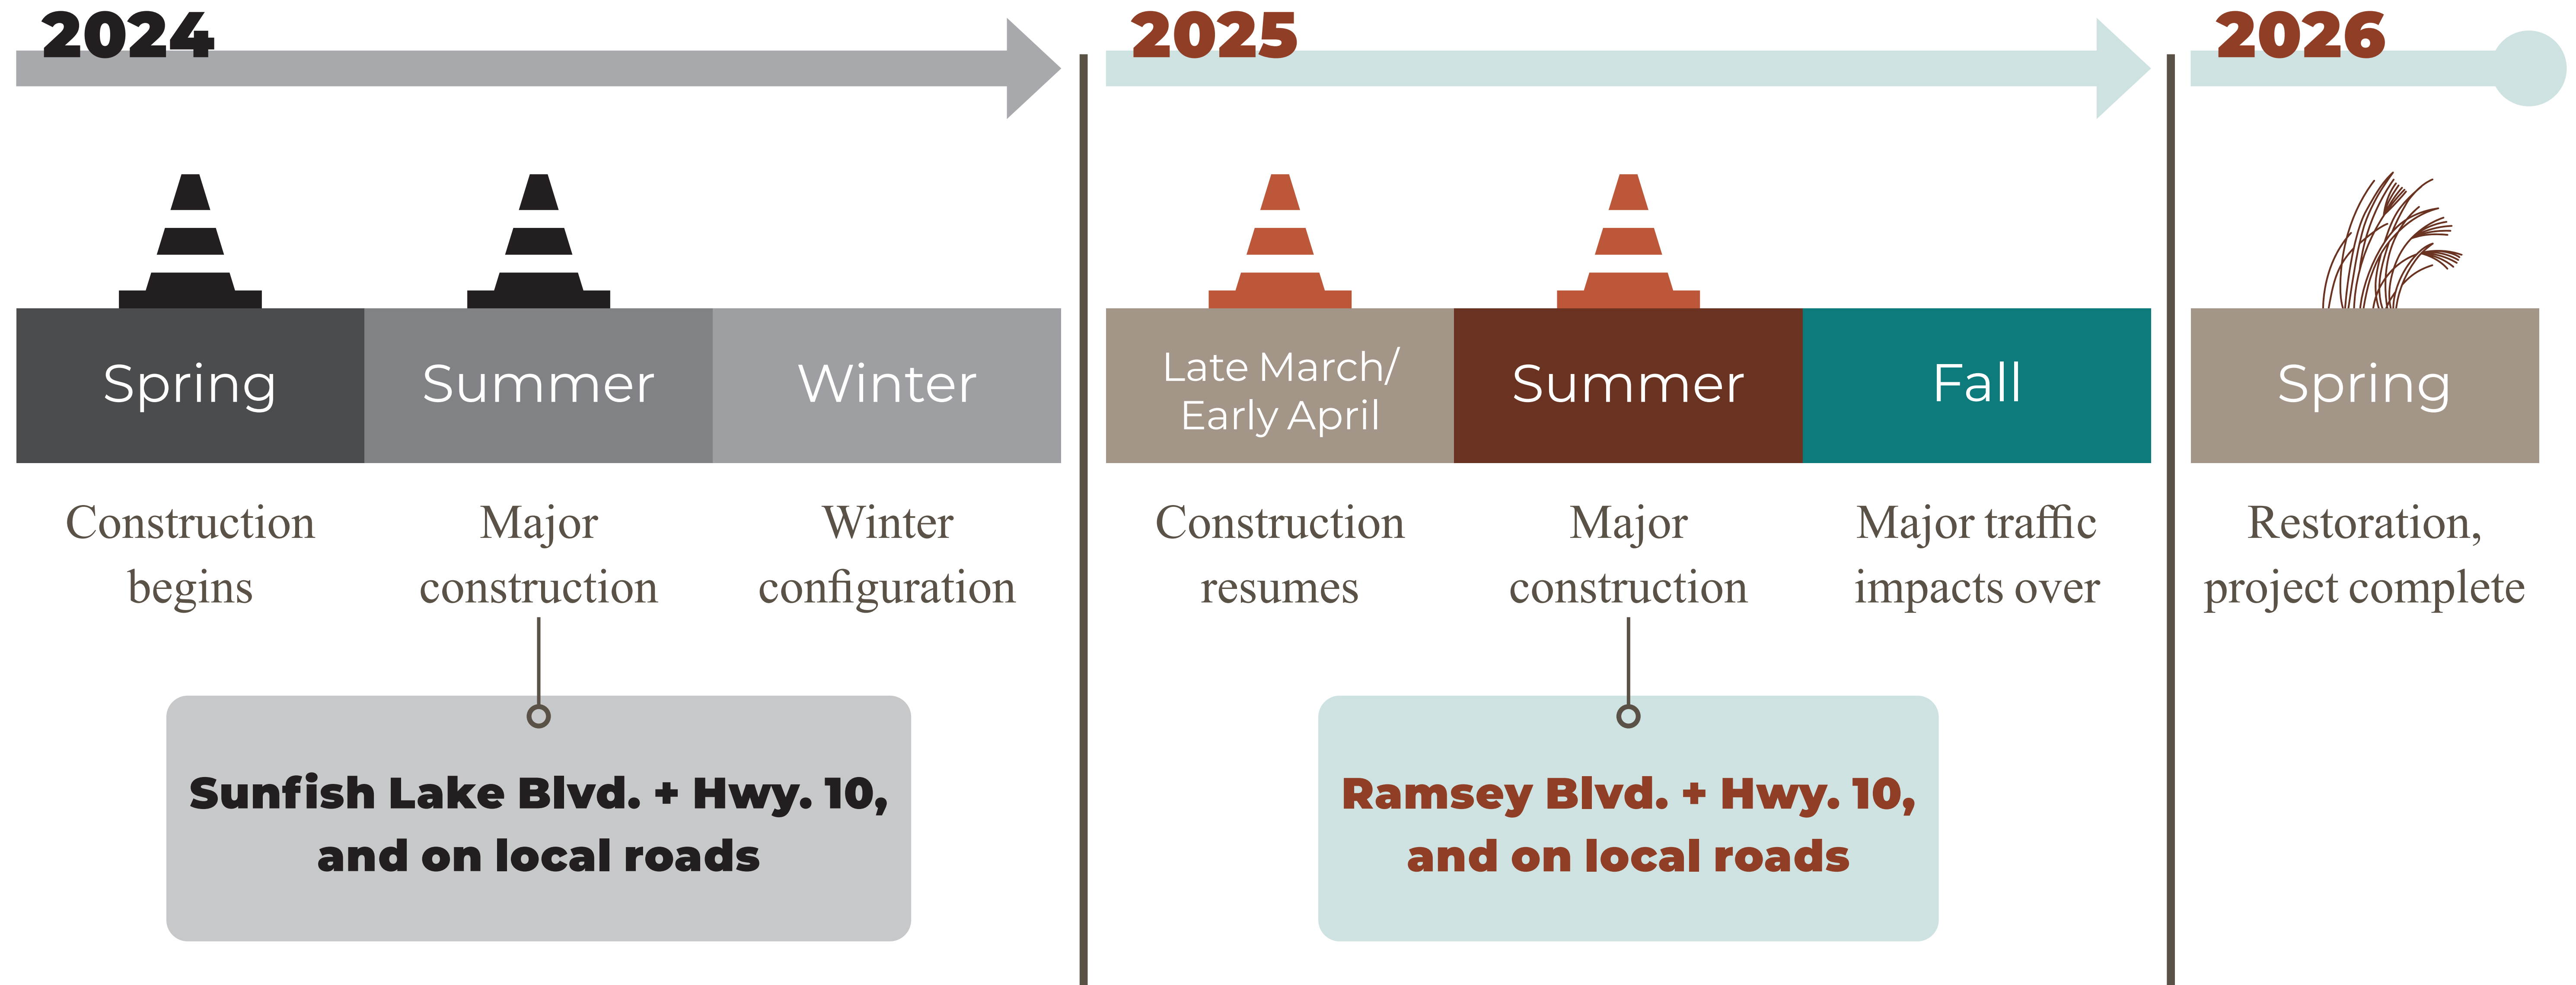 2024
Spring
Summer
Winter
Construction
begins
Major
construction
Winter
configuration
Sunfish Lake Blvd. + Hwy. 10,
and on local roads
2025
Late March/
Early April
Summer
Fall
Construction
resumes
Major
construction
Major traffic
impacts over
Ramsey Blvd. + Hwy. 10,
and on local roads
2026
Spring
Restoration,
project complete